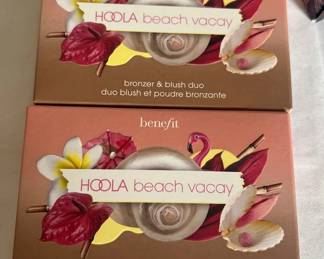 HOOLA beach vacay
bronzer & blush duo
duo blush et poudre bronzante
benefit
HOOLA beach vacay